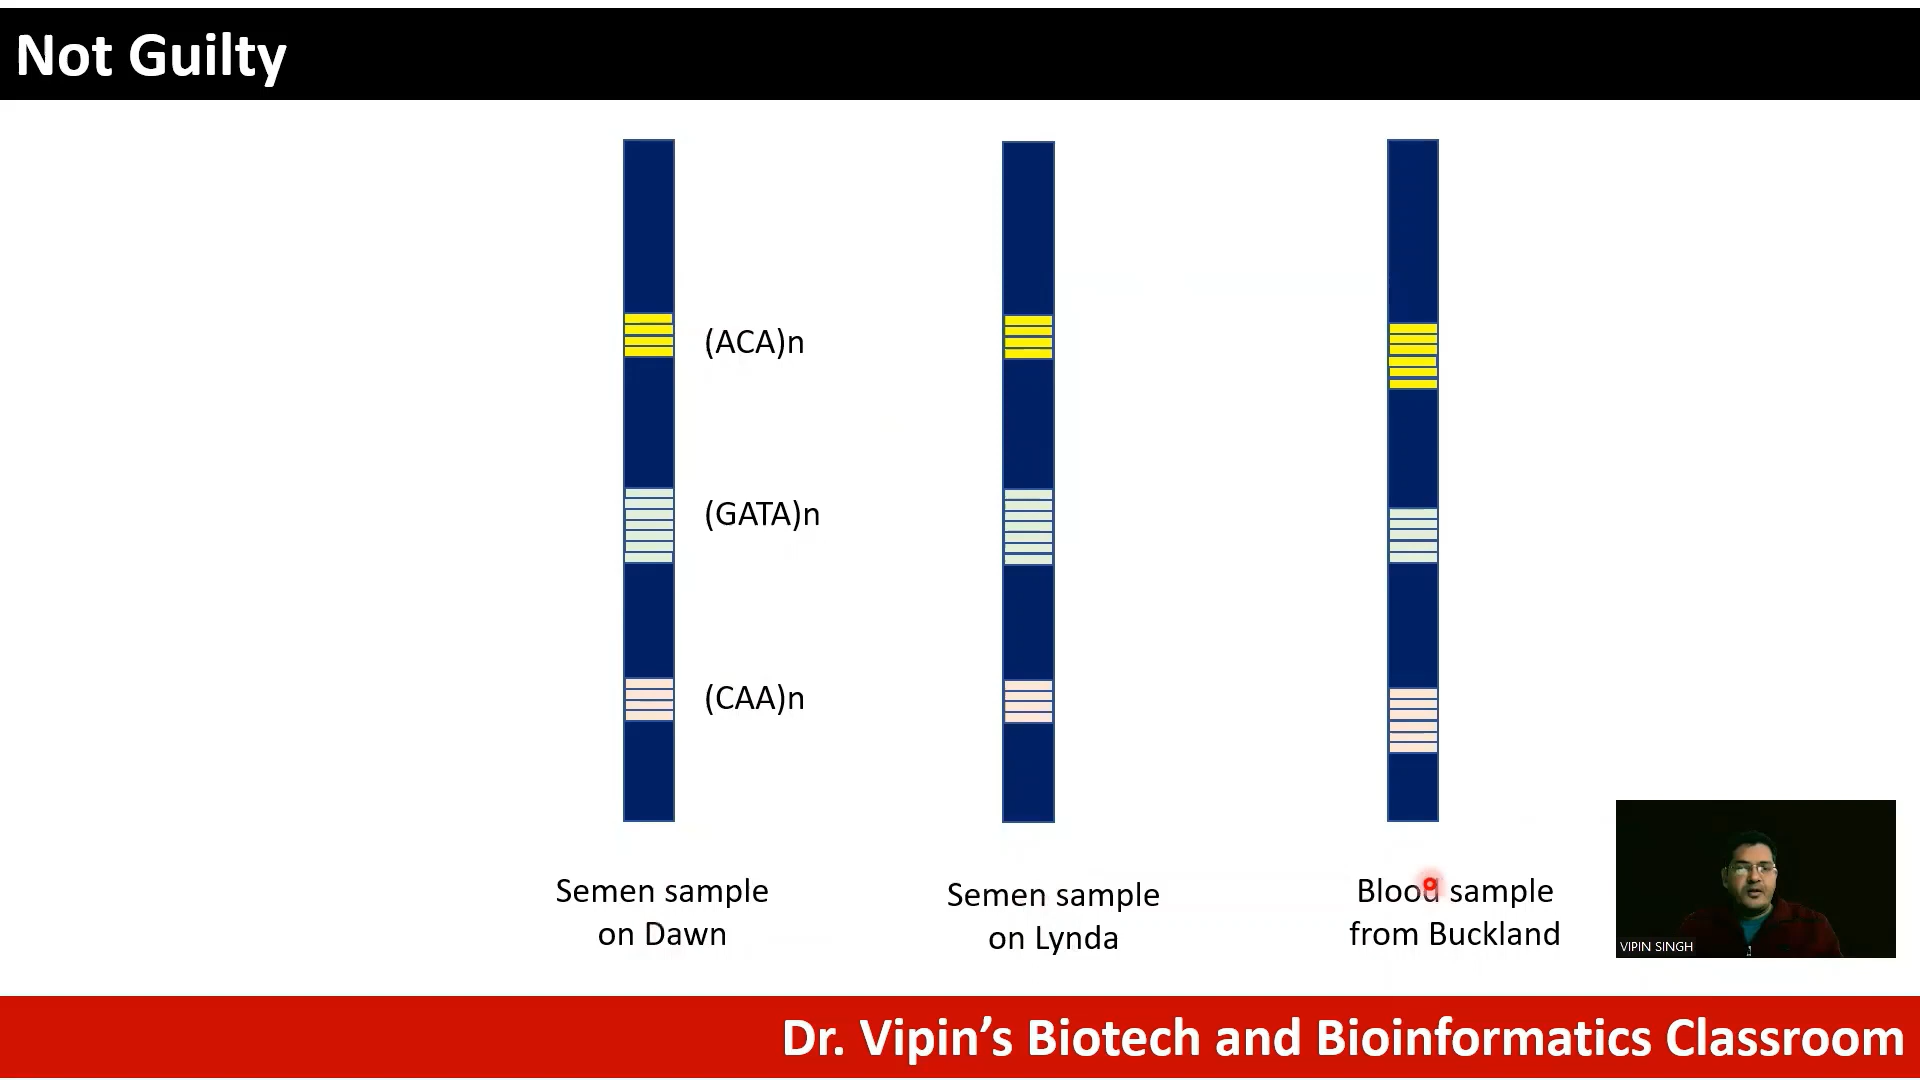 Not Guilty
(ACA)n
(GATA)n
(CAA)n
Semen sample
on Dawn
Semen sample
on Lynda
Blood sample
from Buckland
VIPIN SINGH
Dr. Vipin’s Biotech and Bioinformatics Classroom